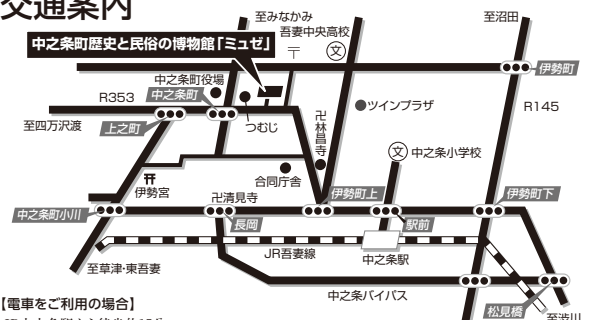 交通案内
至みなかみ
吾妻中央高校
至沼田
中之条町歴史と民俗の博物館「ミュゼ」
〒
文
伊勢町
中之条町役場
R353
中之条町
ツインプラザ
R145
至四万沢渡
上之町
つむじ
卍林昌寺
文 中之条小学校
合同庁舎
伊勢宮
伊勢町上
伊勢町下
中之条町小川
卍清見寺
長岡
駅前
JR吾妻線
中之条駅
至草津・東吾妻
中之条バイパス
松見橋
至渋川
【電車をご利用の場合】